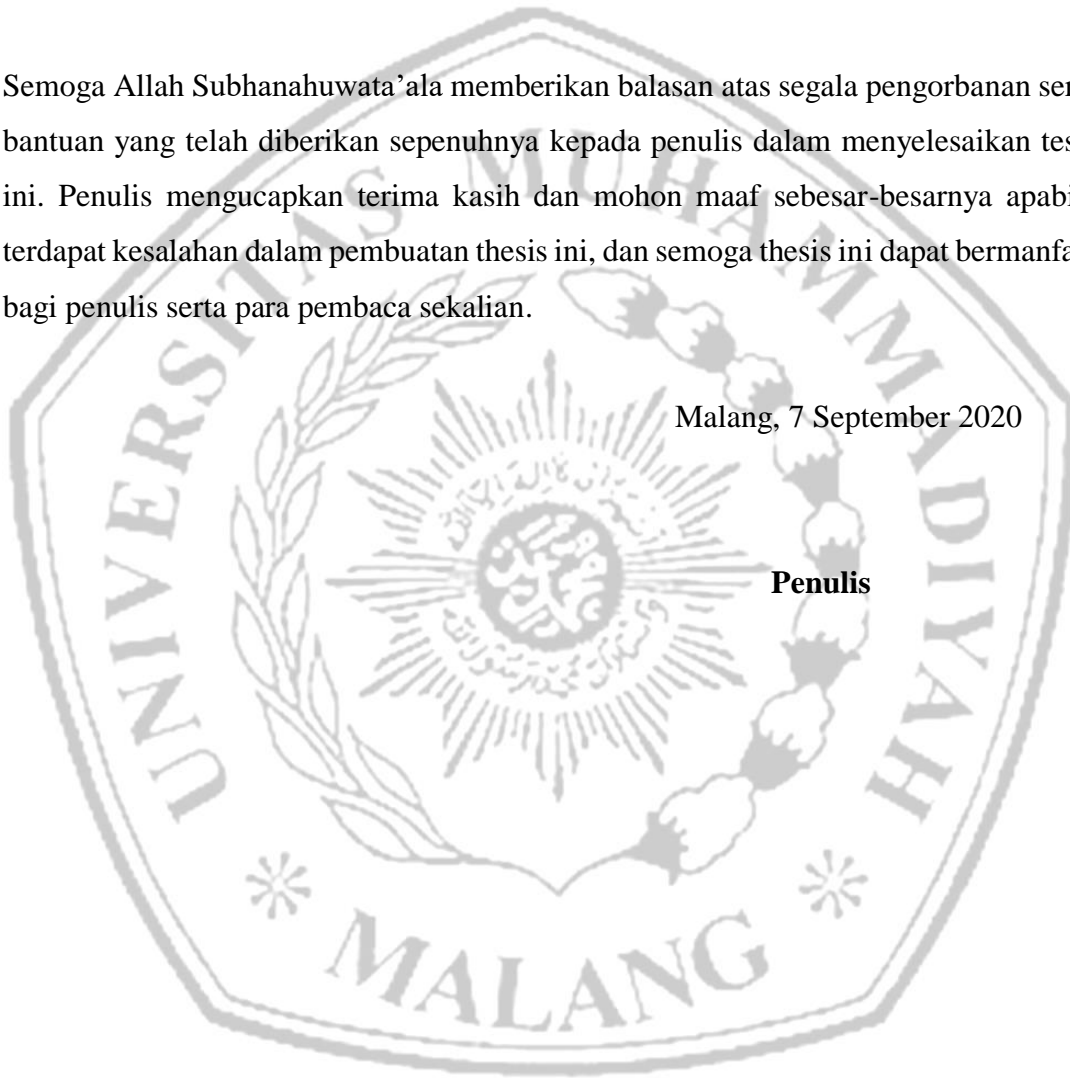 Semoga Allah Subhanahuwata’ala memberikan balasan atas segala pengorbanan ser
bantuan yang telah diberikan sepenuhnya kepada penulis dalam menyelesaikan tes
ini. Penulis mengucapkan terima kasih dan mohon maaf sebesar-besarnya apabi
terdapat kesalahan dalam pembuatan thesis ini, dan semoga thesis ini dapat bermanfa
bagi penulis serta para pembaca sekalian.
Malang, 7 September 2020
Penulis
UNIVERSITAS MUHAMMADIYAH
MALANG